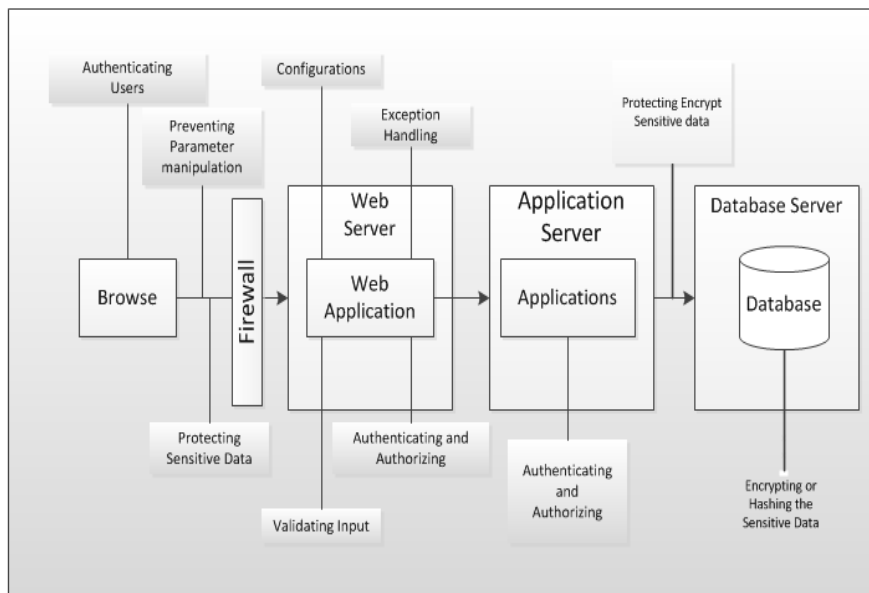 Authenticating
Users
Configurations
Protecting Encrypt
Sensitive data
Preventing
Parameter
manipulation
Exception
Handling
Web
Server
Application
Server
Database Server
Browse
Firewall
Web
Application
Applications
Database
Protecting
Sensitive Data
Authenticating and
Authorizing
Authenticating
and
Authorizing
Validating Input
Encrypting or
Hashing the
Sensitive Data